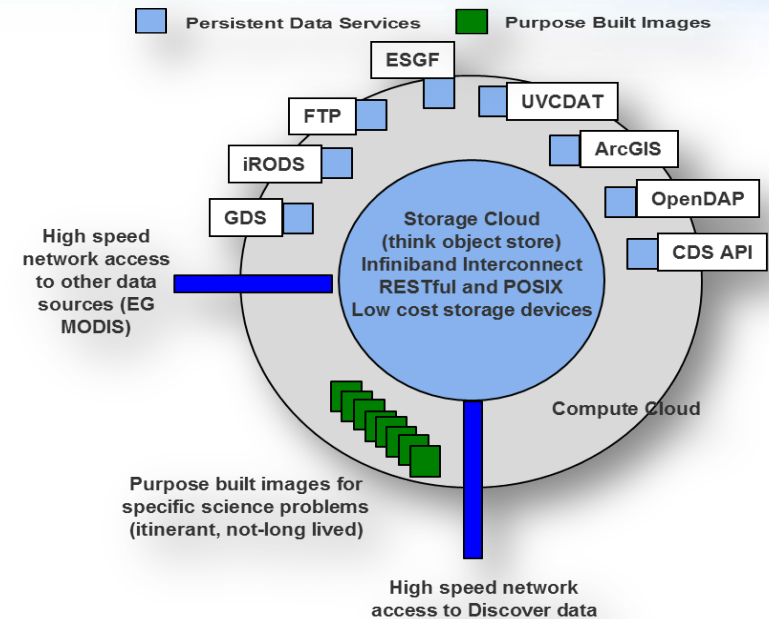 Persistent Data Services
Purpose Built Images
ESGF
UVCDAT
FTP
ArcGIS
iRODS
OpenDAP
GDS
CDS API
High speed
network access
to other data
sources (EG
MODIS)
Storage Cloud
(think object store)
Infiniband Interconnect
RESTful and POSIX
Low cost storage devices
Compute Cloud
Purpose built images for
specific science problems
(itinerant, not-long lived)
High speed network
access to Discover data